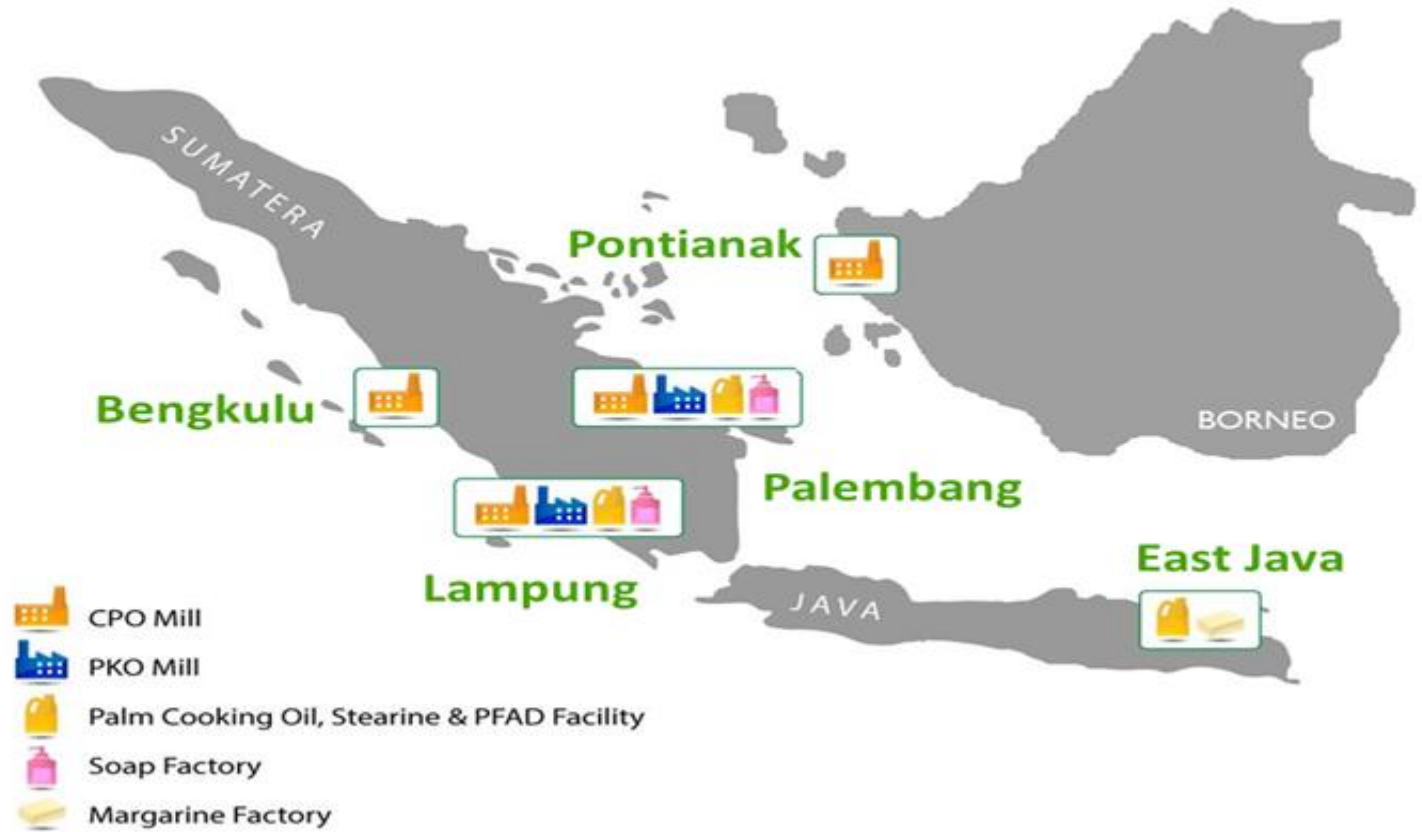 SUMATERA
Pontianak
Bengkulu
BORNEO
Palembang
Lampung
East Java
JAVA
CPO Mill
PKO Mill
Palm Cooking Oil, Stearine & PFAD Facility
Soap Factory
Margarine Factory